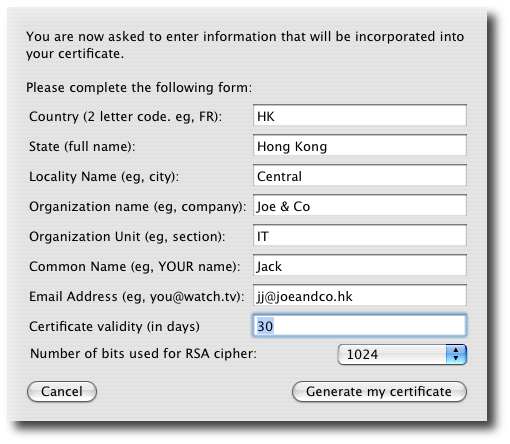 You are now asked to enter information that will be incorporated into
your certificate.
Please complete the following form:
Country (2 letter code. eg, FR): HK
State (full name): Hong Kong
Locality Name (eg, city): Central
Organization name (eg, company): Joe & Co
Organization Unit (eg, section): IT
Common Name (eg, YOUR name): Jack
Email Address (eg, you@watch.tv): jj@joeandco.hk
Certificate validity (in days) 30
Number of bits used for RSA cipher: 1024
Cancel Generate my certificate